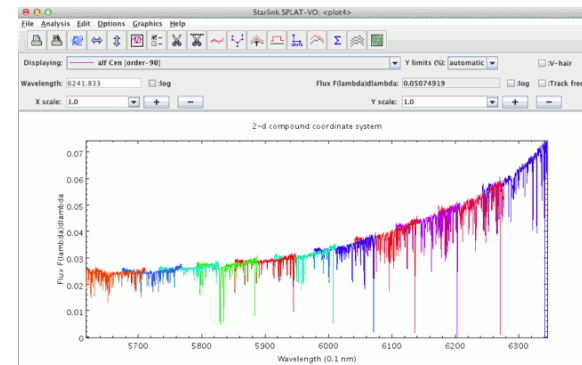 Starlink SPLAT-VO: <plot4>
File Analysis Edit Options Graphics Help
Displaying: alf Cen [order-98] Y limits (%): automatic :V-hair
Wavelength: 6241.833 :log Flux F(lambda)dlambda: 0.05074919 :log :Track free
X scale: 1.0 + − Y scale: 1.0 + −
2-d compound coordinate system
Flux F(lambda)dlambda
0.07
0.06
0.05
0.04
0.03
0.02
0.01
0
5700 5800 5900 6000 6100 6200 6300
Wavelength (0.1 nm)